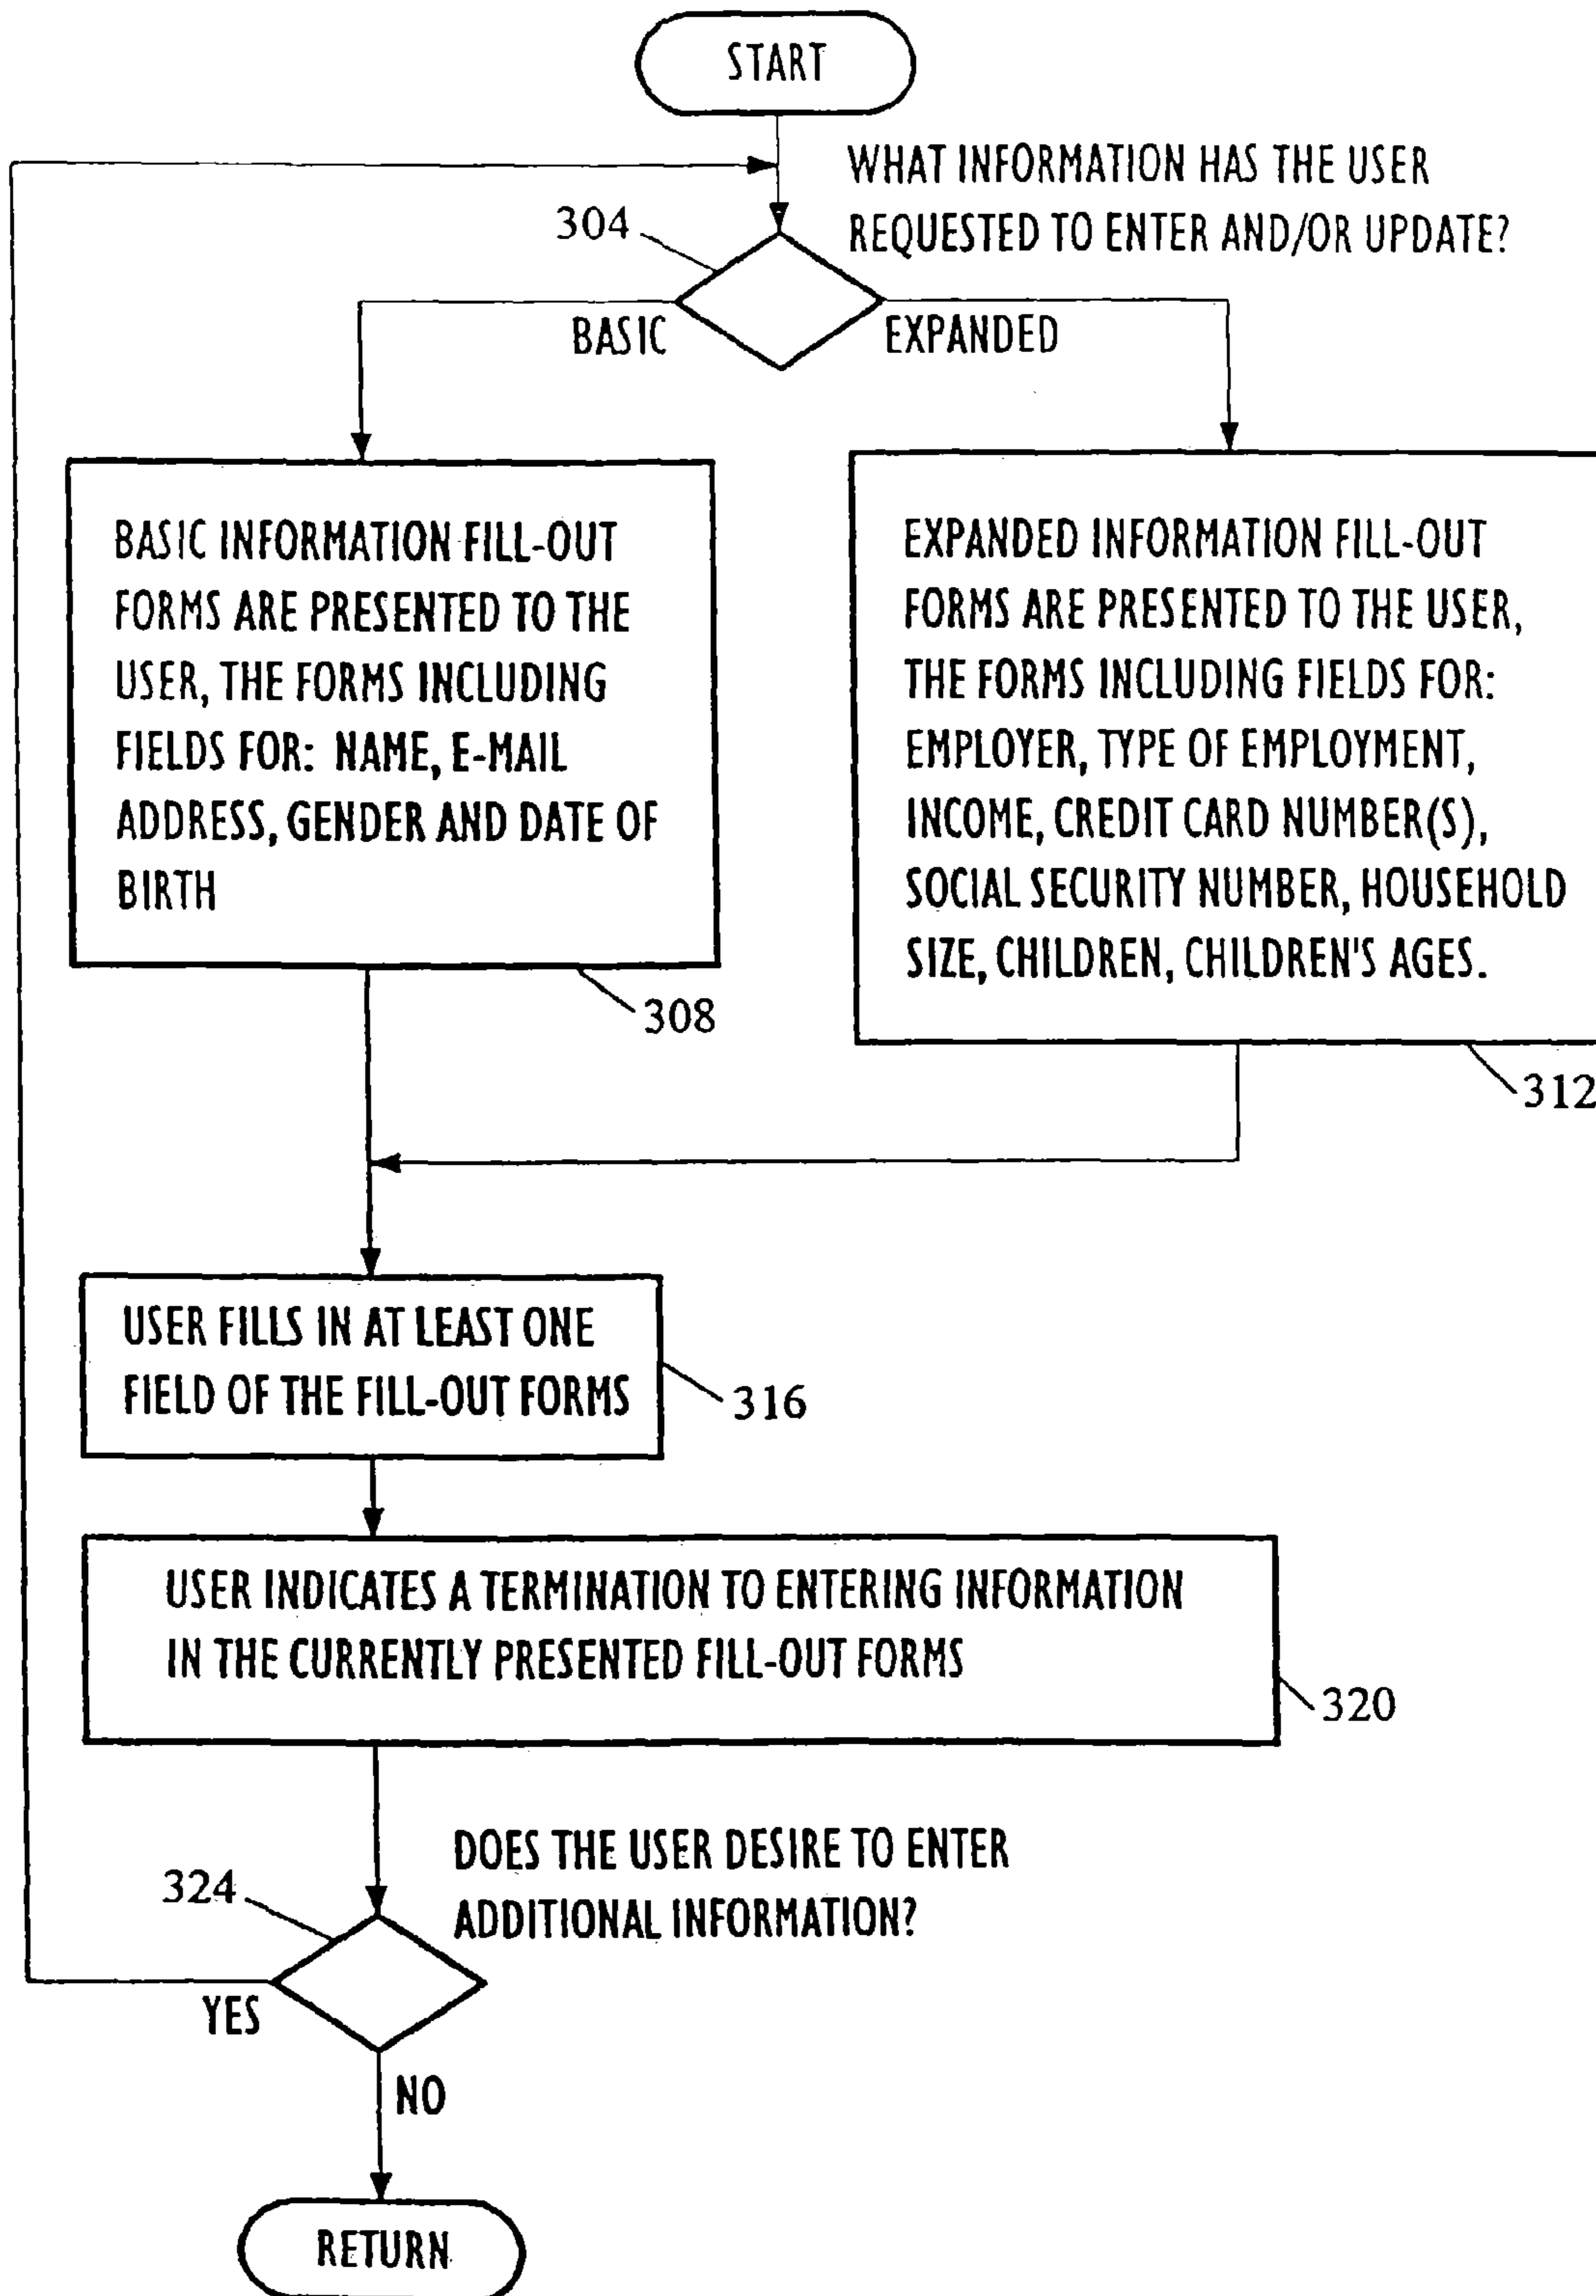 START
WHAT INFORMATION HAS THE USER
REQUESTED TO ENTER AND/OR UPDATE?
304
BASIC
EXPANDED
BASIC INFORMATION FILL-OUT
FORMS ARE PRESENTED TO THE
USER, THE FORMS INCLUDING
FIELDS FOR: NAME, E-MAIL
ADDRESS, GENDER AND DATE OF
BIRTH
308
EXPANDED INFORMATION FILL-OUT
FORMS ARE PRESENTED TO THE USER,
THE FORMS INCLUDING FIELDS FOR:
EMPLOYER, TYPE OF EMPLOYMENT,
INCOME, CREDIT CARD NUMBER(S),
SOCIAL SECURITY NUMBER, HOUSEHOLD
SIZE, CHILDREN, CHILDREN'S AGES.
312
USER FILLS IN AT LEAST ONE
FIELD OF THE FILL-OUT FORMS
316
USER INDICATES A TERMINATION TO ENTERING INFORMATION
IN THE CURRENTLY PRESENTED FILL-OUT FORMS
320
DOES THE USER DESIRE TO ENTER
ADDITIONAL INFORMATION?
324
YES
NO
RETURN